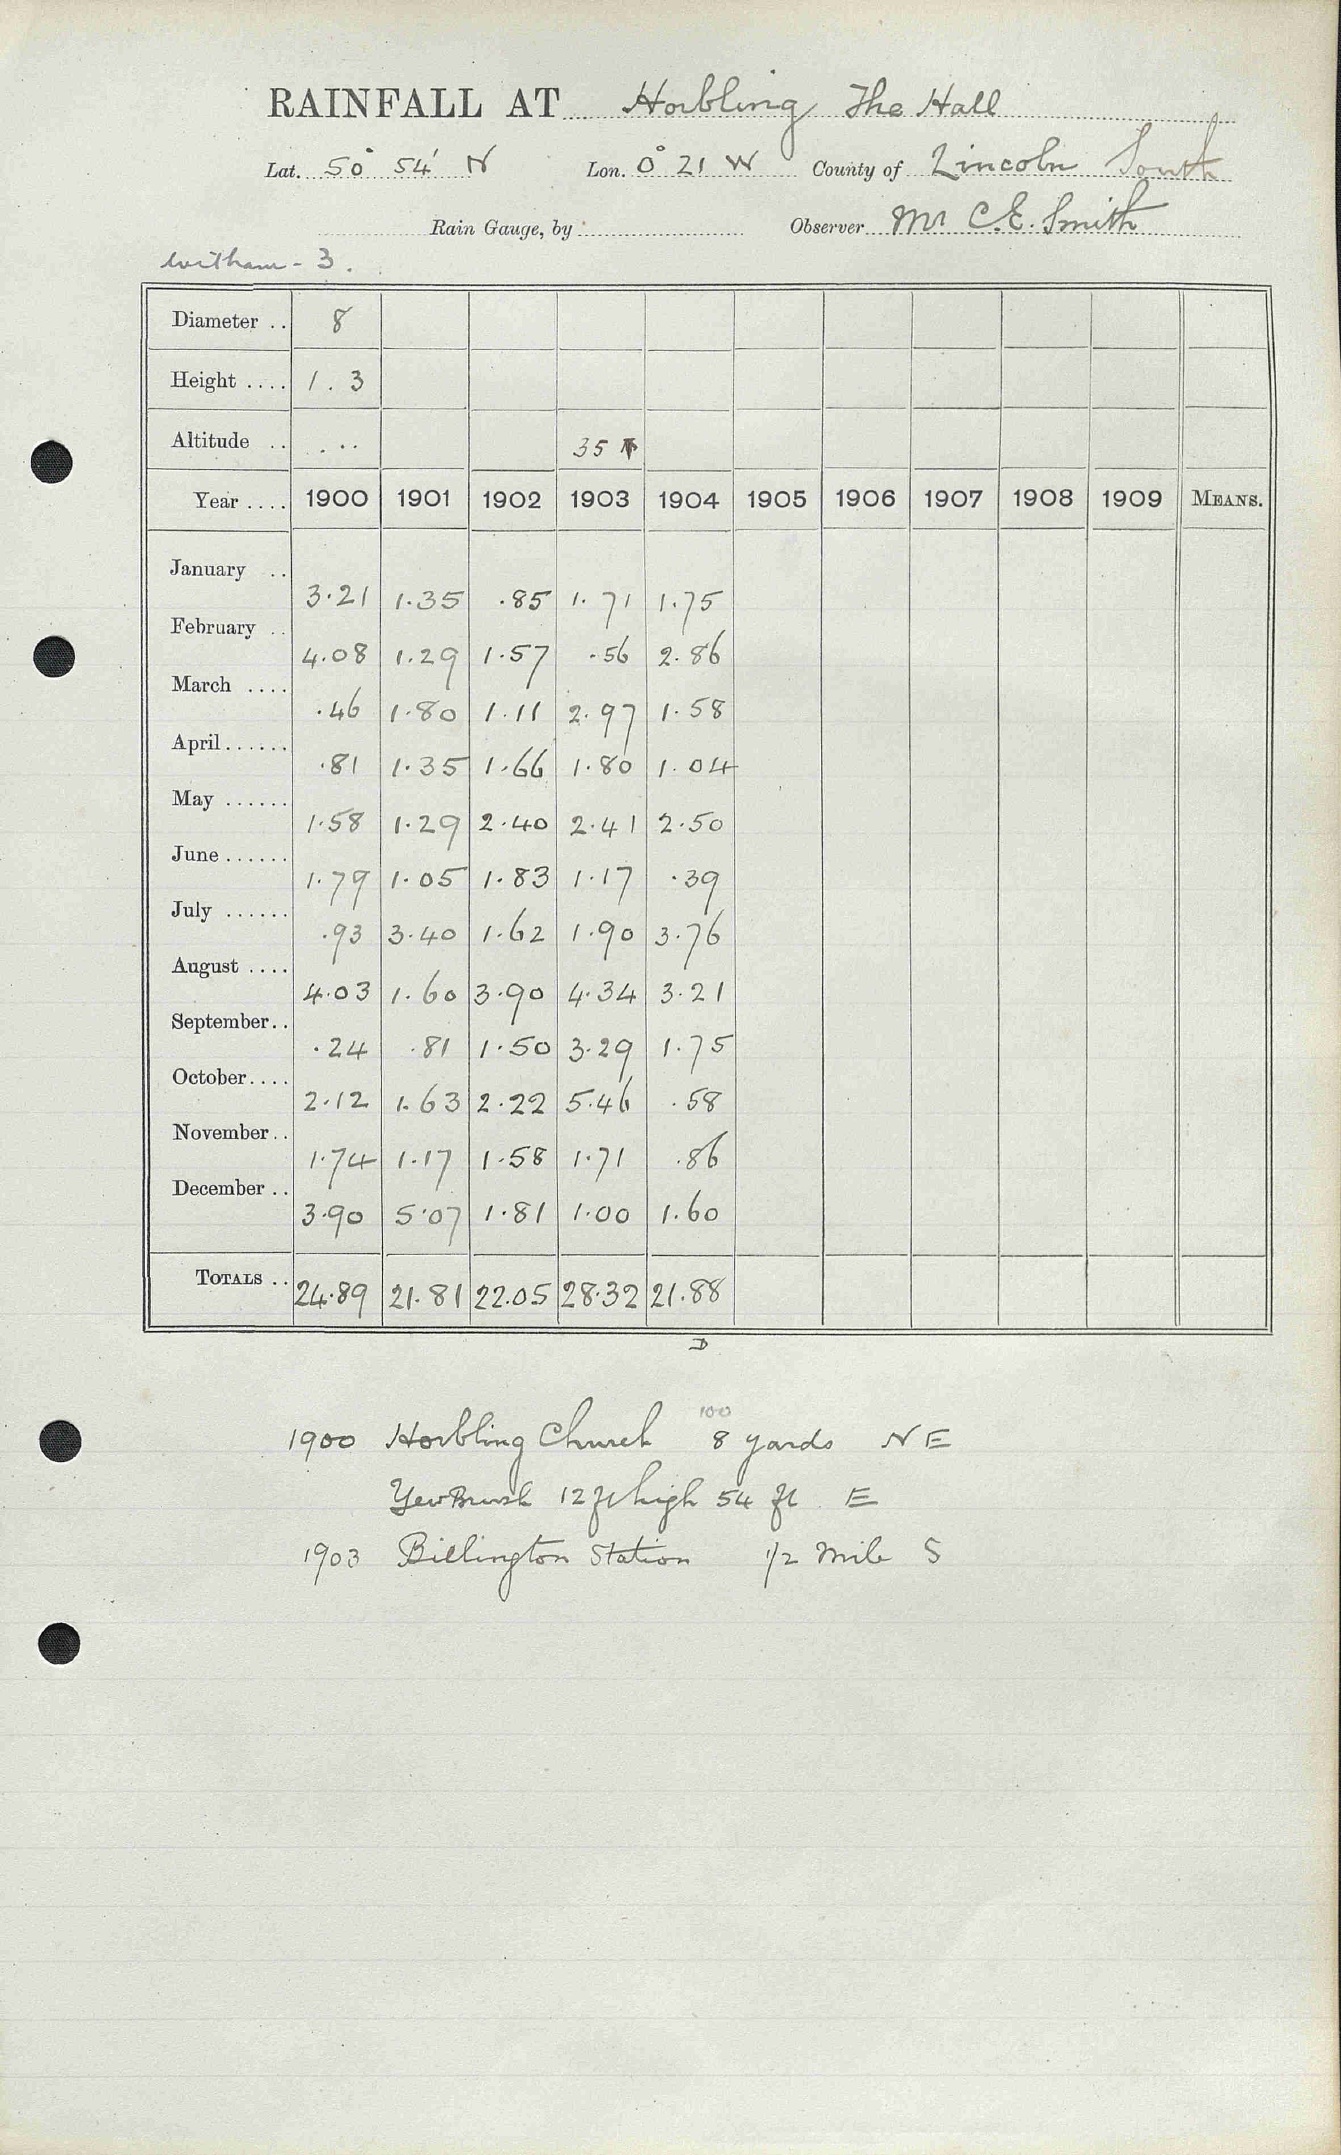 RAINFALL AT Horbling The Hall
Lat. 50° 54' N Lon. 0° 21 W County of Lincoln South
Rain Gauge, by Observer Mr C.E. Smith
Witham - 3.
Diameter .. 8
Height .... 1.3
Altitude .. ... 35
Year .... 1900 1901 1902 1903 1904 1905 1906 1907 1908 1909 MEANS.
January .. 3.21 1.35 .85 1.71 1.75
February .. 4.08 1.29 1.57 .56 2.86
March .... .46 1.80 1.11 2.97 1.58
April...... .81 1.35 1.66 1.80 1.04
May ...... 1.58 1.29 2.40 2.41 2.50
June...... 1.79 1.05 1.83 1.17 .39
July ...... .93 3.40 1.62 1.90 3.76
August .... 4.03 1.60 3.90 4.34 3.21
September.. .24 .81 1.50 3.29 1.75
October.... 2.12 1.63 2.22 5.46 .58
November.. 1.74 1.17 1.58 1.71 .86
December .. 3.90 5.07 1.81 1.00 1.60
TOTALS .. 24.89 21.81 22.05 28.32 21.88
D
100
1900 Horbling Church 8 yards NE
12 ft high 54 ft E
1903 Billington Station 1/2 mile S